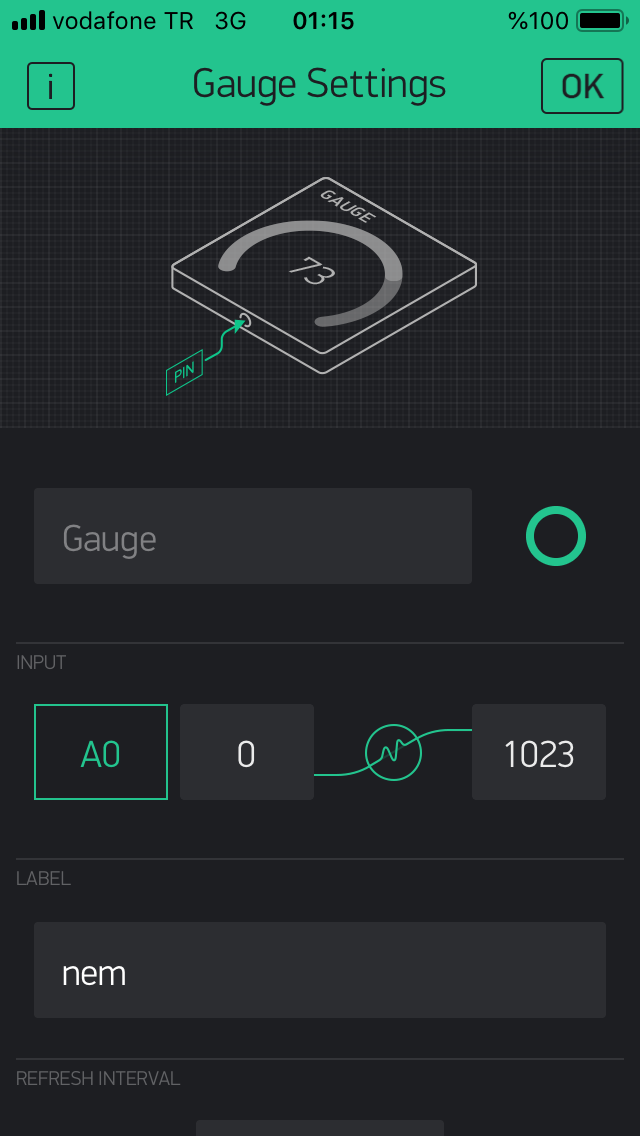 vodafone TR 3G 01:15 %100
i Gauge Settings OK
GAUGE
73
PIN
Gauge
INPUT
A0 0 1023
LABEL
nem
REFRESH INTERVAL